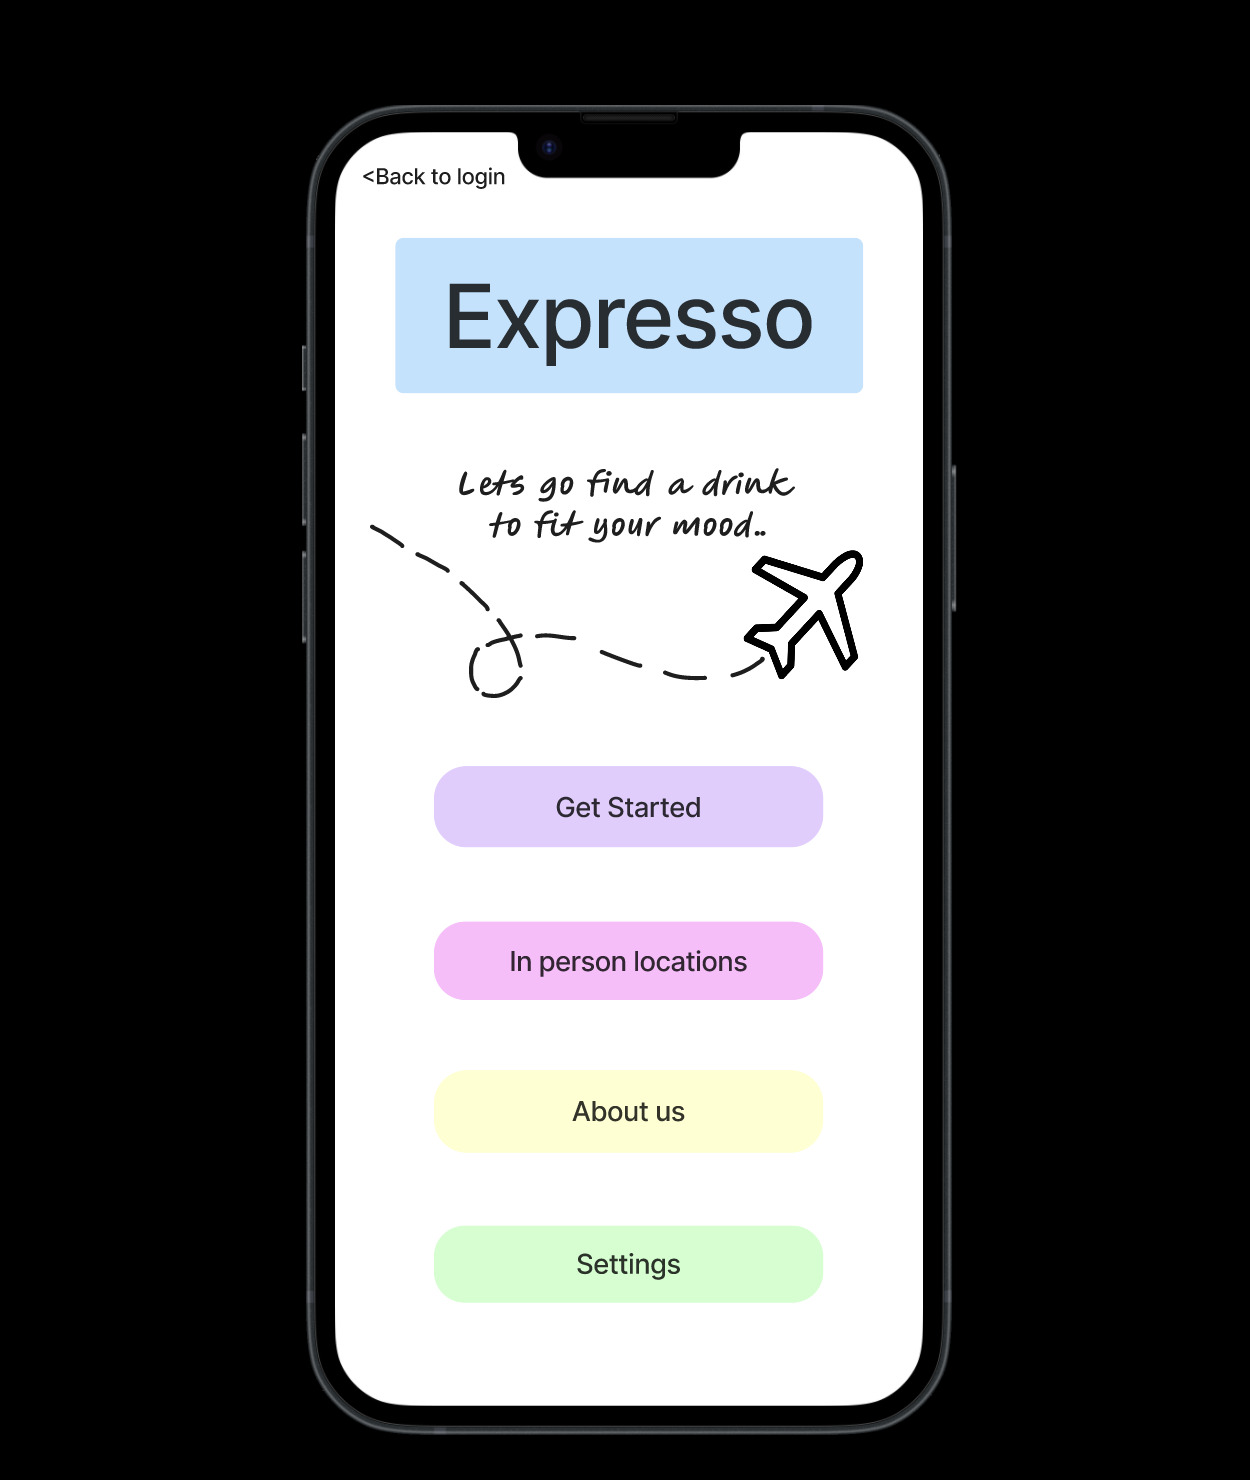 <Back to login
Expresso
Lets go find a drink
to fit your mood..
Get Started
In person locations
About us
Settings